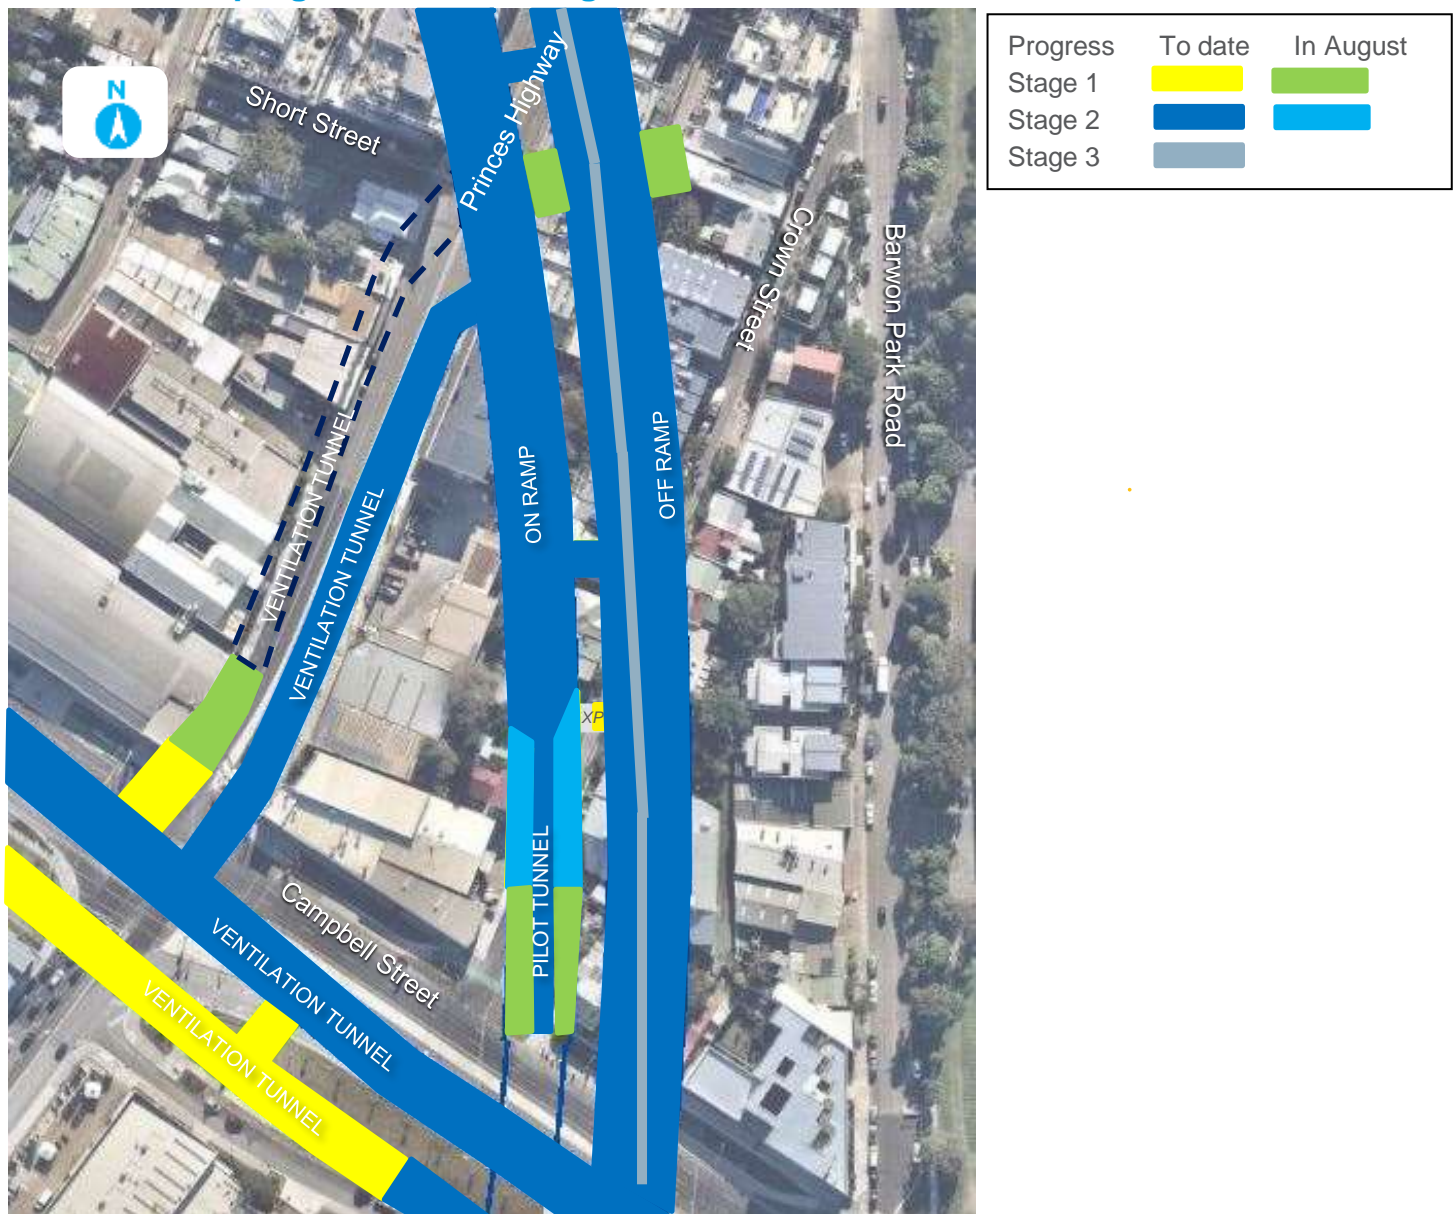 Progress To date In August
Stage 1
Stage 2
Stage 3
N
Short Street
Princes Highway
Crown Street
Barwon Park Road
VENTILATION TUNNEL
VENTILATION TUNNEL
ON RAMP
OFF RAMP
XP
PILOT TUNNEL
Campbell Street
VENTILATION TUNNEL
VENTILATION TUNNEL